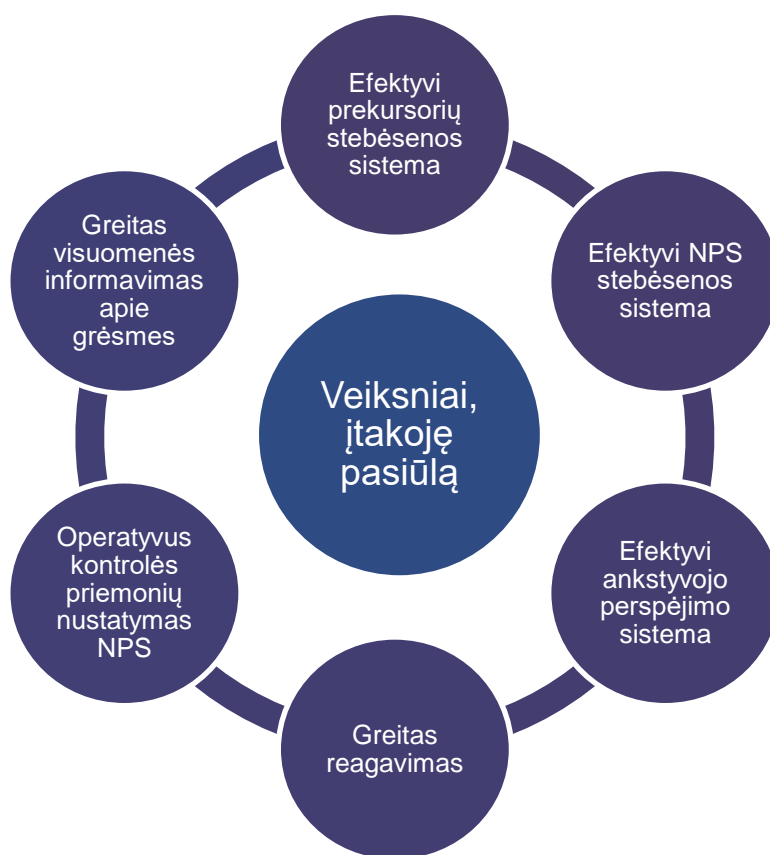 Efektyvi
prekursorių
stebėsenos
sistema
Efektyvi NPS
stebėsenos
sistema
Efektyvi
ankstyvojo
perspėjimo
sistema
Greitas
reagavimas
Operatyvus
kontrolės
priemonių
nustatymas
NPS
Greitas
visuomenės
informavimas
apie
grėsmes
Veiksniai,
įtakoję
pasiūlą